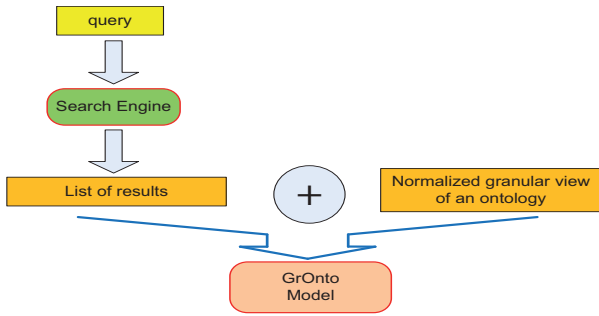 query
Search Engine
List of results
+
Normalized granular view
of an ontology
GrOnto
Model